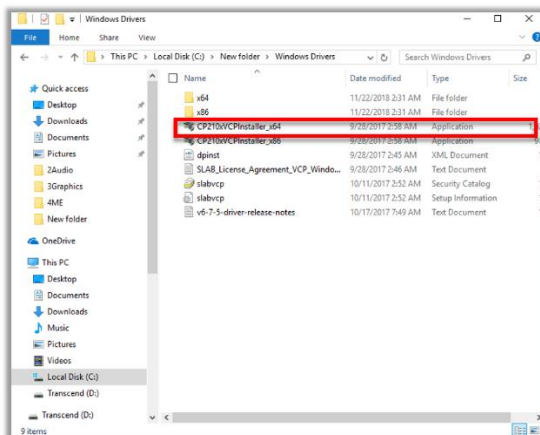 Windows Drivers
File Home Share View
This PC > Local Disk (C:) > New folder > Windows Drivers Search Windows Drivers
Name Date modified Type Size
Quick access
Desktop
Downloads
Documents
Pictures
2Audio
3Graphics
4ME
New folder
OneDrive
This PC
Desktop
Documents
Downloads
Music
Pictures
Videos
Local Disk (C:)
Transcend (D:)
Transcend (D:)
x64 11/22/2018 2:31 AM File folder
x86 11/22/2018 2:31 AM File folder
CP210xVCPInstaller_x64 9/28/2017 2:58 AM Application
CP210xVCPInstaller_x86 9/28/2017 2:58 AM Application
dpinst 9/28/2017 2:45 AM XML Document
SLAB_License_Agreement_VCP_Windo... 9/28/2017 2:46 AM Text Document
slabvcp 10/11/2017 2:52 AM Security Catalog
slabvcp 10/11/2017 2:52 AM Setup Information
v6-7-5-driver-release-notes 10/17/2017 7:49 AM Text Document
9 items